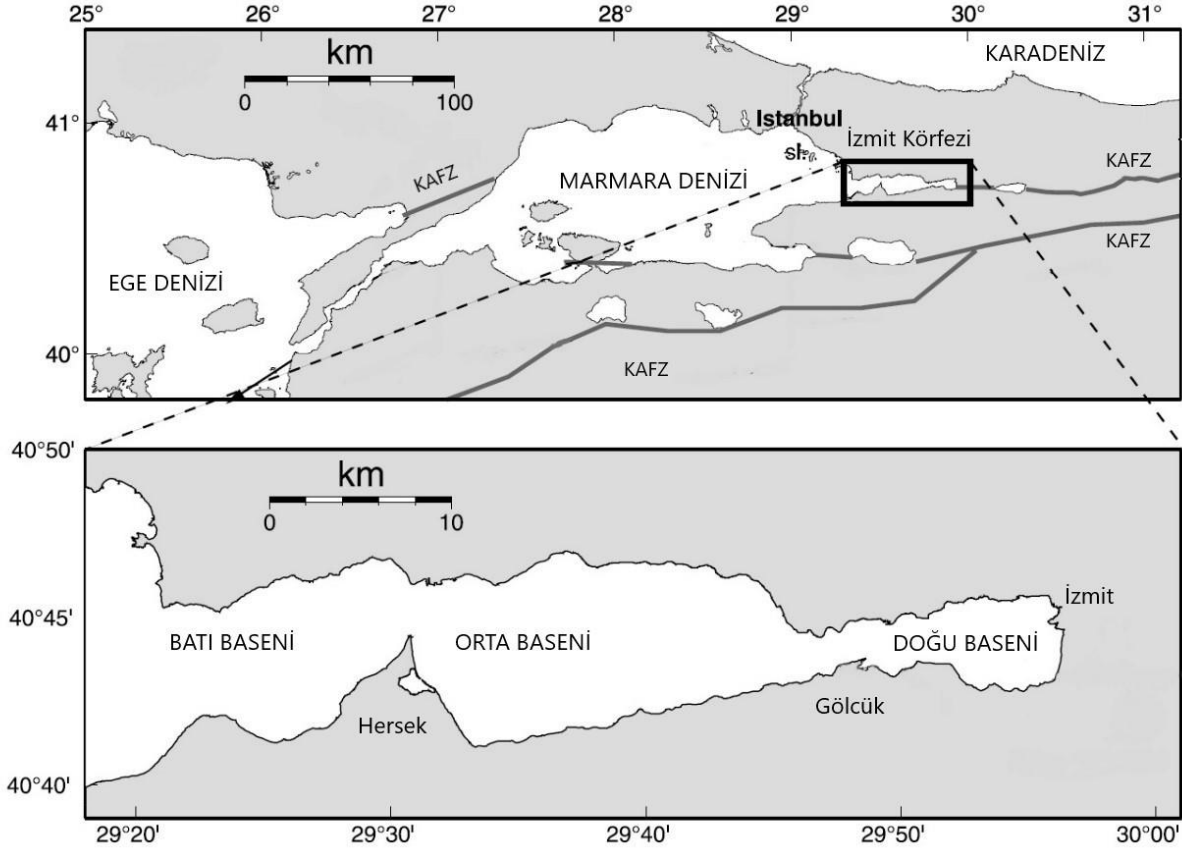 25° 26° 27° 28° 29° 30° 31°
km
0 100
KARADENİZ
41°
Istanbul
sl.
İzmit Körfezi
KAFZ
KAFZ
MARMARA DENİZİ
KAFZ
EGE DENİZİ
40°
KAFZ
40°50'
km
0 10
40°45'
İzmit
BATI BASENİ
ORTA BASENİ
DOĞU BASENİ
Gölcük
Hersek
40°40'
29°20' 29°30' 29°40' 29°50' 30°00'